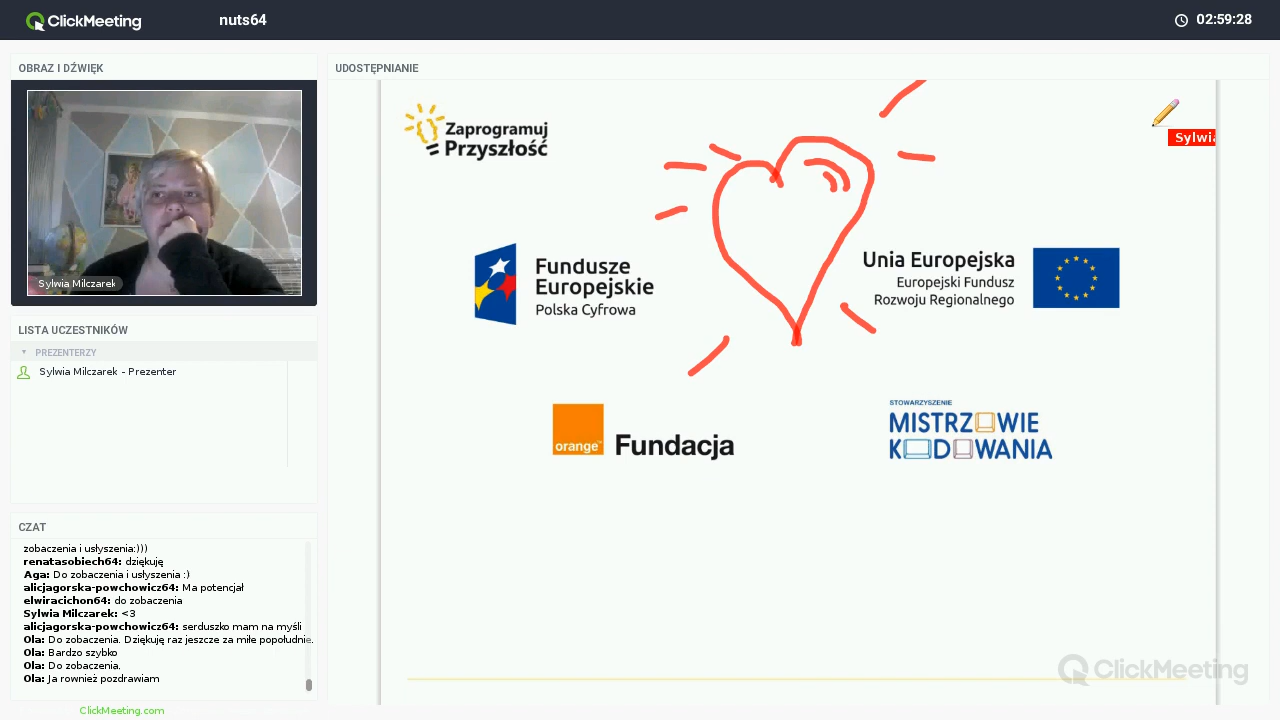 ClickMeeting
nuts64
02:59:28
OBRAZ I DŹWIĘK
Sylwia Milczarek
LISTA UCZESTNIKÓW
PREZENTERZY
Sylwia Milczarek - Prezenter
CZAT
zobaczenia i usłyszenia:)))
renatasobiech64: dziękuję
Aga: Do zobaczenia i usłyszenia :)
alicjagorska-powchowicz64: Ma potencjał
elwiracichon64: do zobaczenia
Sylwia Milczarek: <3
alicjagorska-powchowicz64: serduszko mam na myśli
Ola: Do zobaczenia. Dziękuję raz jeszcze za miłe popołudnie.
Ola: Bardzo szybko
Ola: Do zobaczenia.
Ola: Ja rownież pozdrawiam
ClickMeeting.com
UDOSTĘPNIANIE
Zaprogramuj
Przyszłość
Sylwia
Fundusze
Europejskie
Polska Cyfrowa
Unia Europejska
Europejski Fundusz
Rozwoju Regionalnego
orange™
Fundacja
STOWARZYSZENIE
MISTRZOWIE
KODOWANIA
ClickMeeting